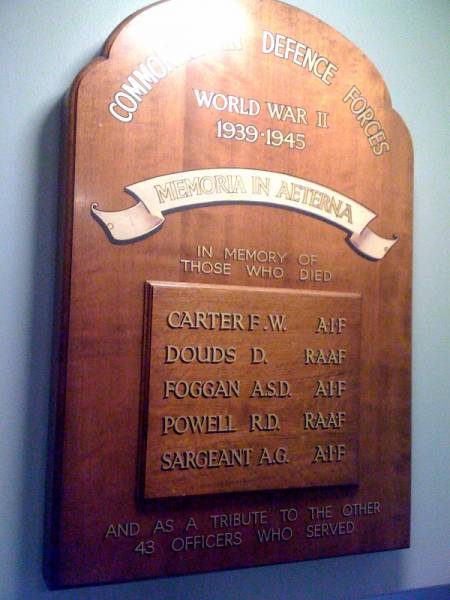 COMMONWEALTH DEFENCE FORCES
WORLD WAR II
1939·1945
MEMORIA IN AETERNA
IN MEMORY OF
THOSE WHO DIED
CARTER F.W. A·I·F
DOUDS D. R·A·A·F
FOGGAN A.S.D. A·I·F
POWELL R.D. R·A·A·F
SARGEANT A.G. A·I·F
AND AS A TRIBUTE TO THE OTHER
43 OFFICERS WHO SERVED